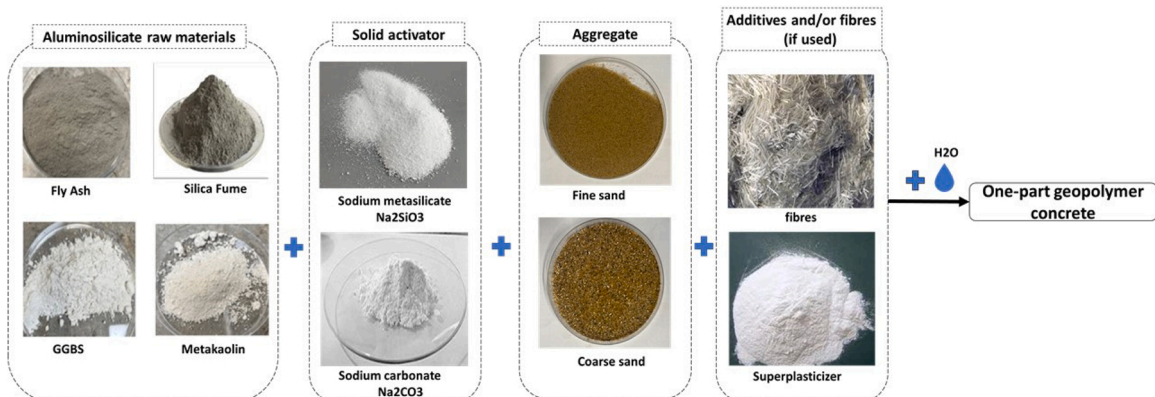 Aluminosilicate raw materials
Fly Ash
Silica Fume
GGBS
Metakaolin
Solid activator
Sodium metasilicate
Na2SiO3
Sodium carbonate
Na2CO3
Aggregate
Fine sand
Coarse sand
Additives and/or fibres
(if used)
fibres
Superplasticizer
H2O
One-part geopolymer
concrete